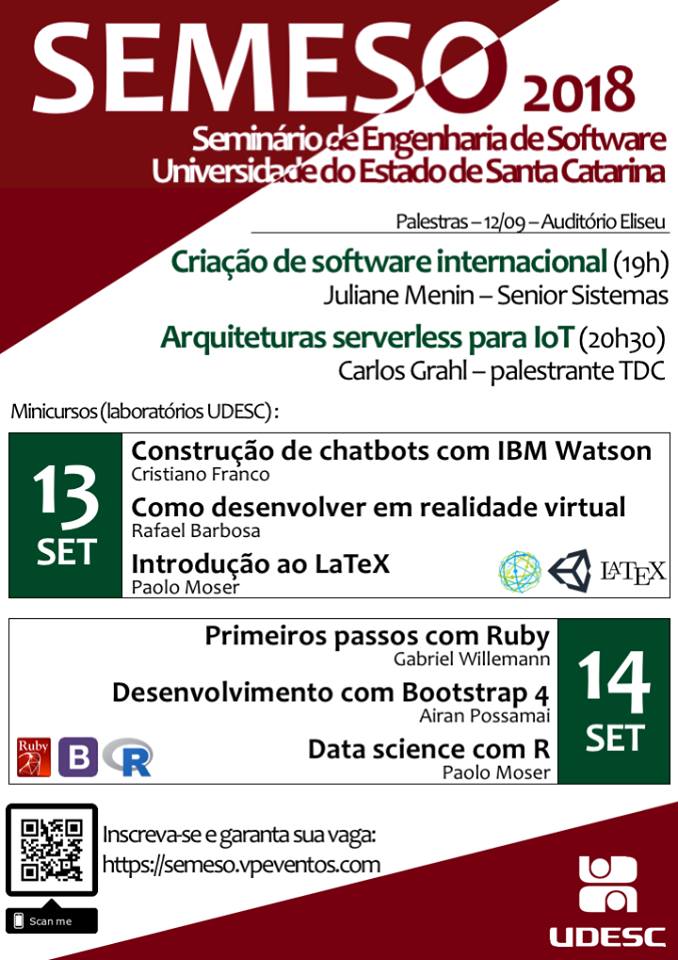 SEMESO 2018
Seminário de Engenharia de Software
Universidade do Estado de Santa Catarina
Palestras – 12/09 – Auditório Eliseu
Criação de software internacional (19h)
Juliane Menin – Senior Sistemas
Arquiteturas serverless para IoT (20h30)
Carlos Grahl – palestrante TDC
Minicursos (laboratórios UDESC) :
13
SET
Construção de chatbots com IBM Watson
Cristiano Franco
Como desenvolver em realidade virtual
Rafael Barbosa
Introdução ao LaTeX
Paolo Moser
LATEX
Primeiros passos com Ruby
Gabriel Willemann
Desenvolvimento com Bootstrap 4
Airan Possamai
Data science com R
Paolo Moser
14
SET
Ruby
B
R
Inscreva-se e garanta sua vaga:
https://semeso.vpeventos.com
Scan me
UDESC